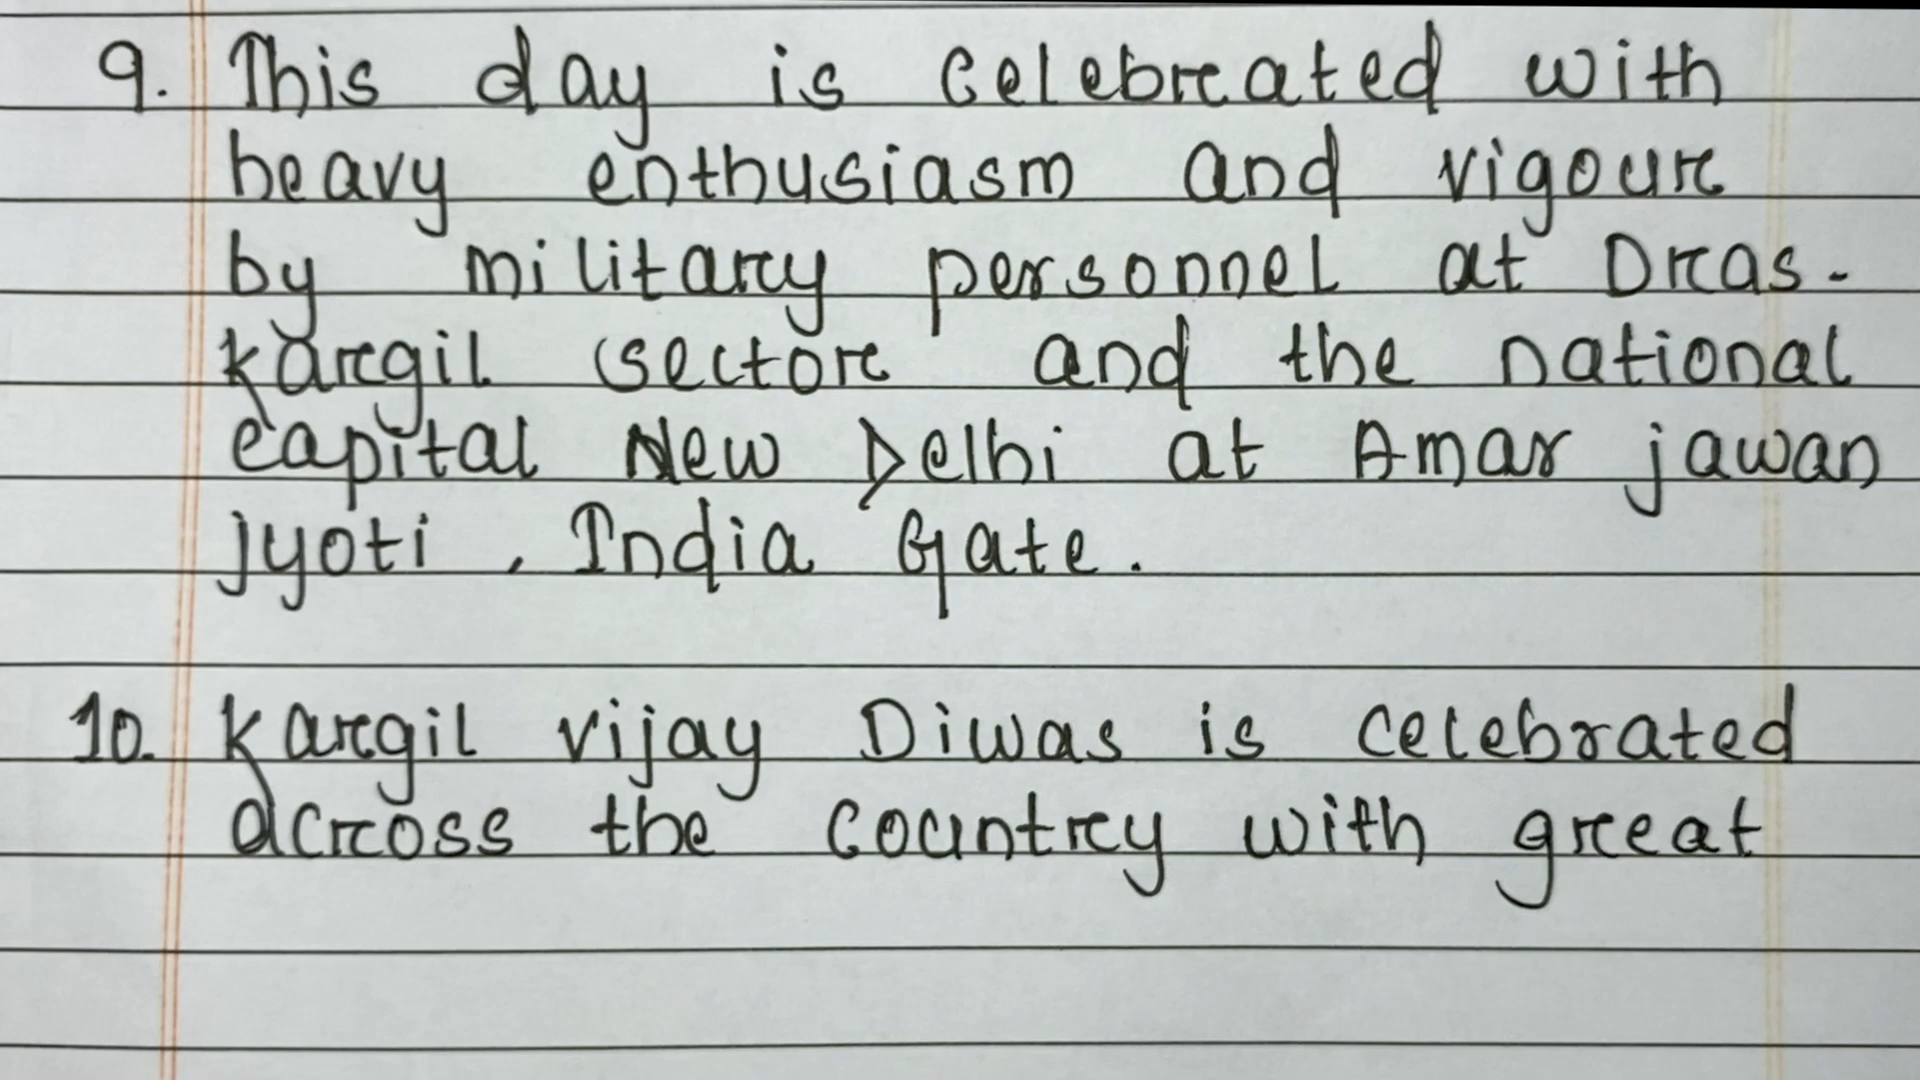 9. This day is celebrated with
heavy enthusiasm and vigour
by military personnel at Dras-
Kargil sector and the national
capital New Delhi at Amar jawan
jyoti, India Gate.
10. Kargil vijay Diwas is celebrated
across the country with great